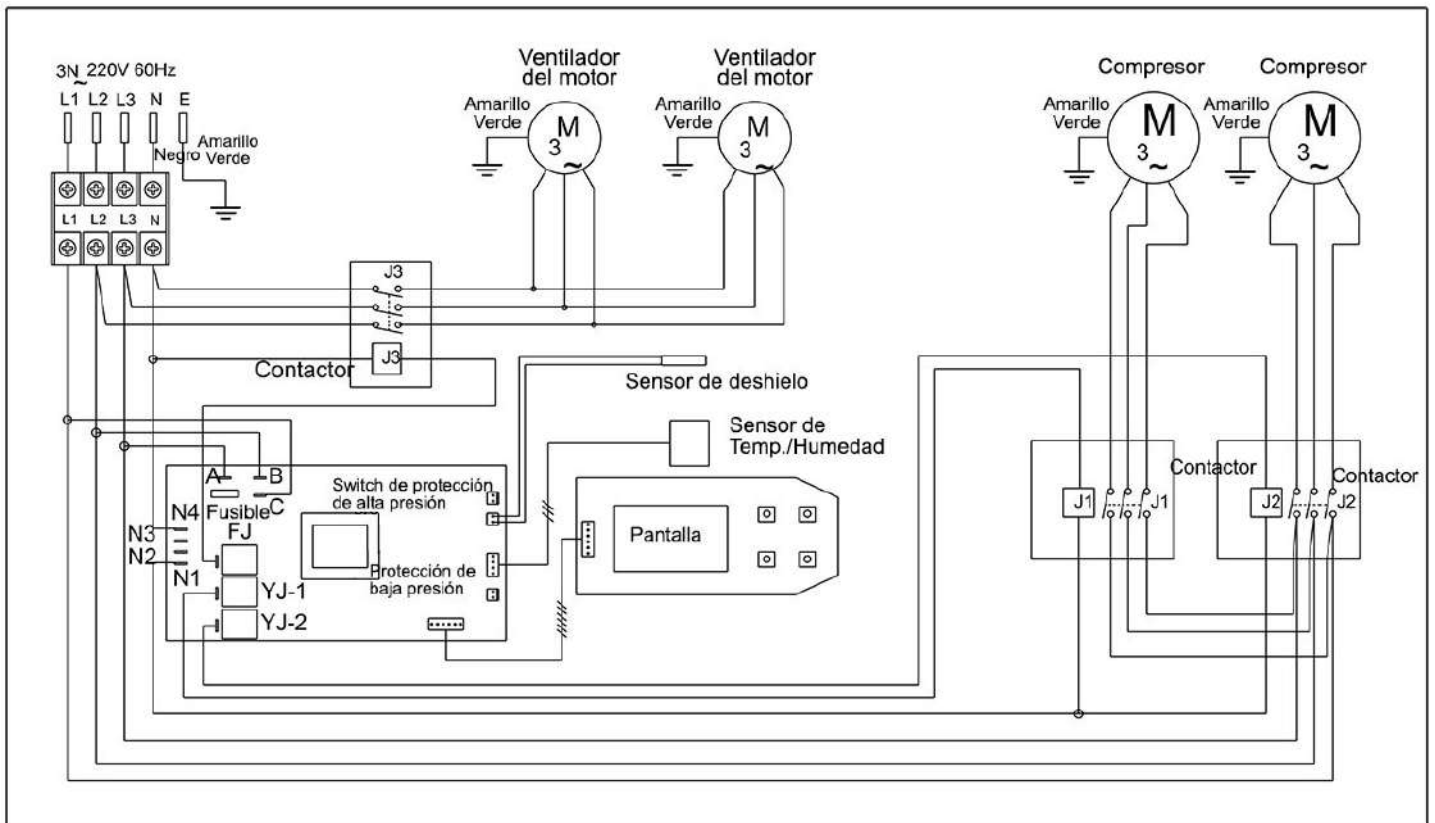 3N~ 220V 60Hz
L1 L2 L3 N E
Negro
Amarillo
Verde
L1 L2 L3 N
Ventilador
del motor
Amarillo
Verde
M
3~
Ventilador
del motor
Amarillo
Verde
M
3~
Compresor
Amarillo
Verde
M
3~
Compresor
Amarillo
Verde
M
3~
J3
J3
Contactor
Sensor de deshielo
Sensor de
Temp./Humedad
A
B
C
Fusible
N4
N3
N2
N1
FJ
YJ-1
YJ-2
Switch de protección
de alta presión
Protección de
baja presión
Pantalla
Contactor
J1
J1
Contactor
J2
J2